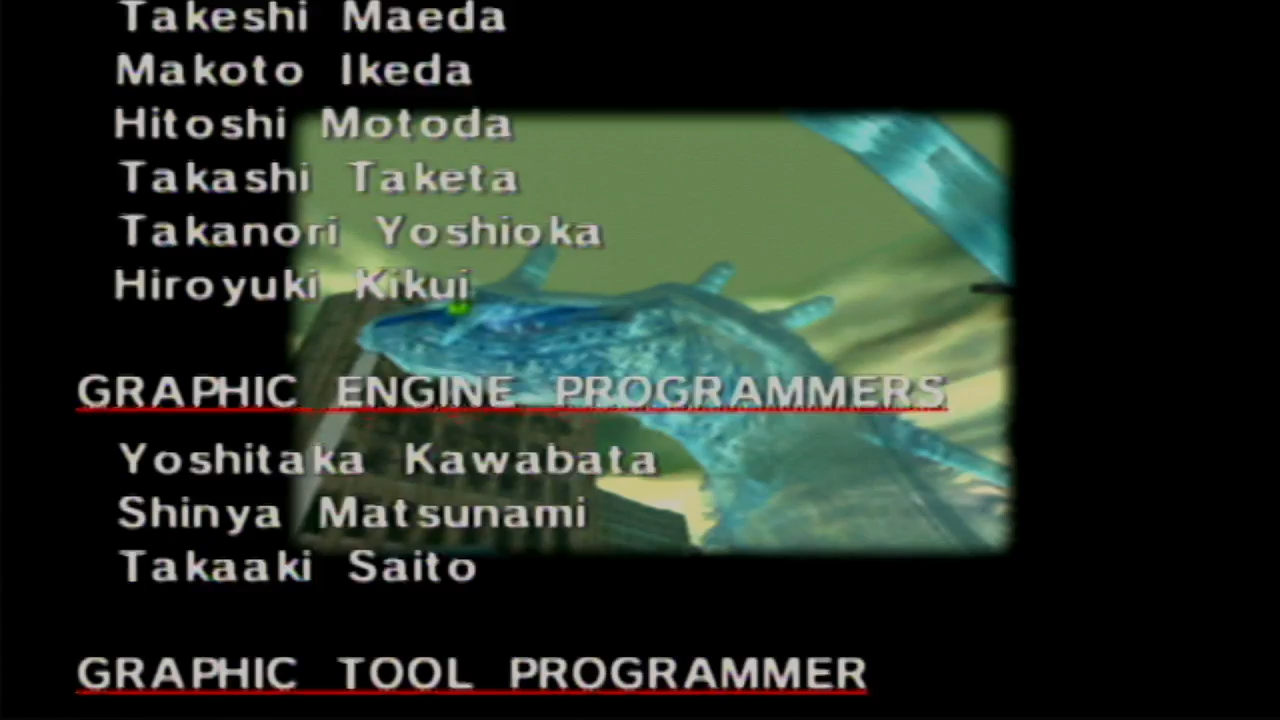 Takeshi Maeda
Makoto Ikeda
Hitoshi Motoda
Takashi Taketa
Takanori Yoshioka
Hiroyuki Kikui
GRAPHIC ENGINE PROGRAMMERS
Yoshitaka Kawabata
Shinya Matsunami
Takaaki Saito
GRAPHIC TOOL PROGRAMMER